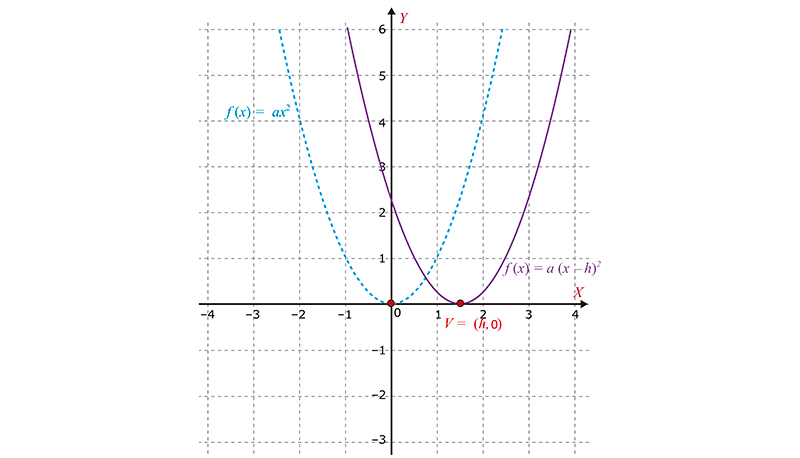 Y
6
5
f(x) = ax²
4
3
2
1
f(x) = a (x – h)²
X
–4 –3 –2 –1 0 1 2 3 4
V = (h,0)
–1
–2
–3